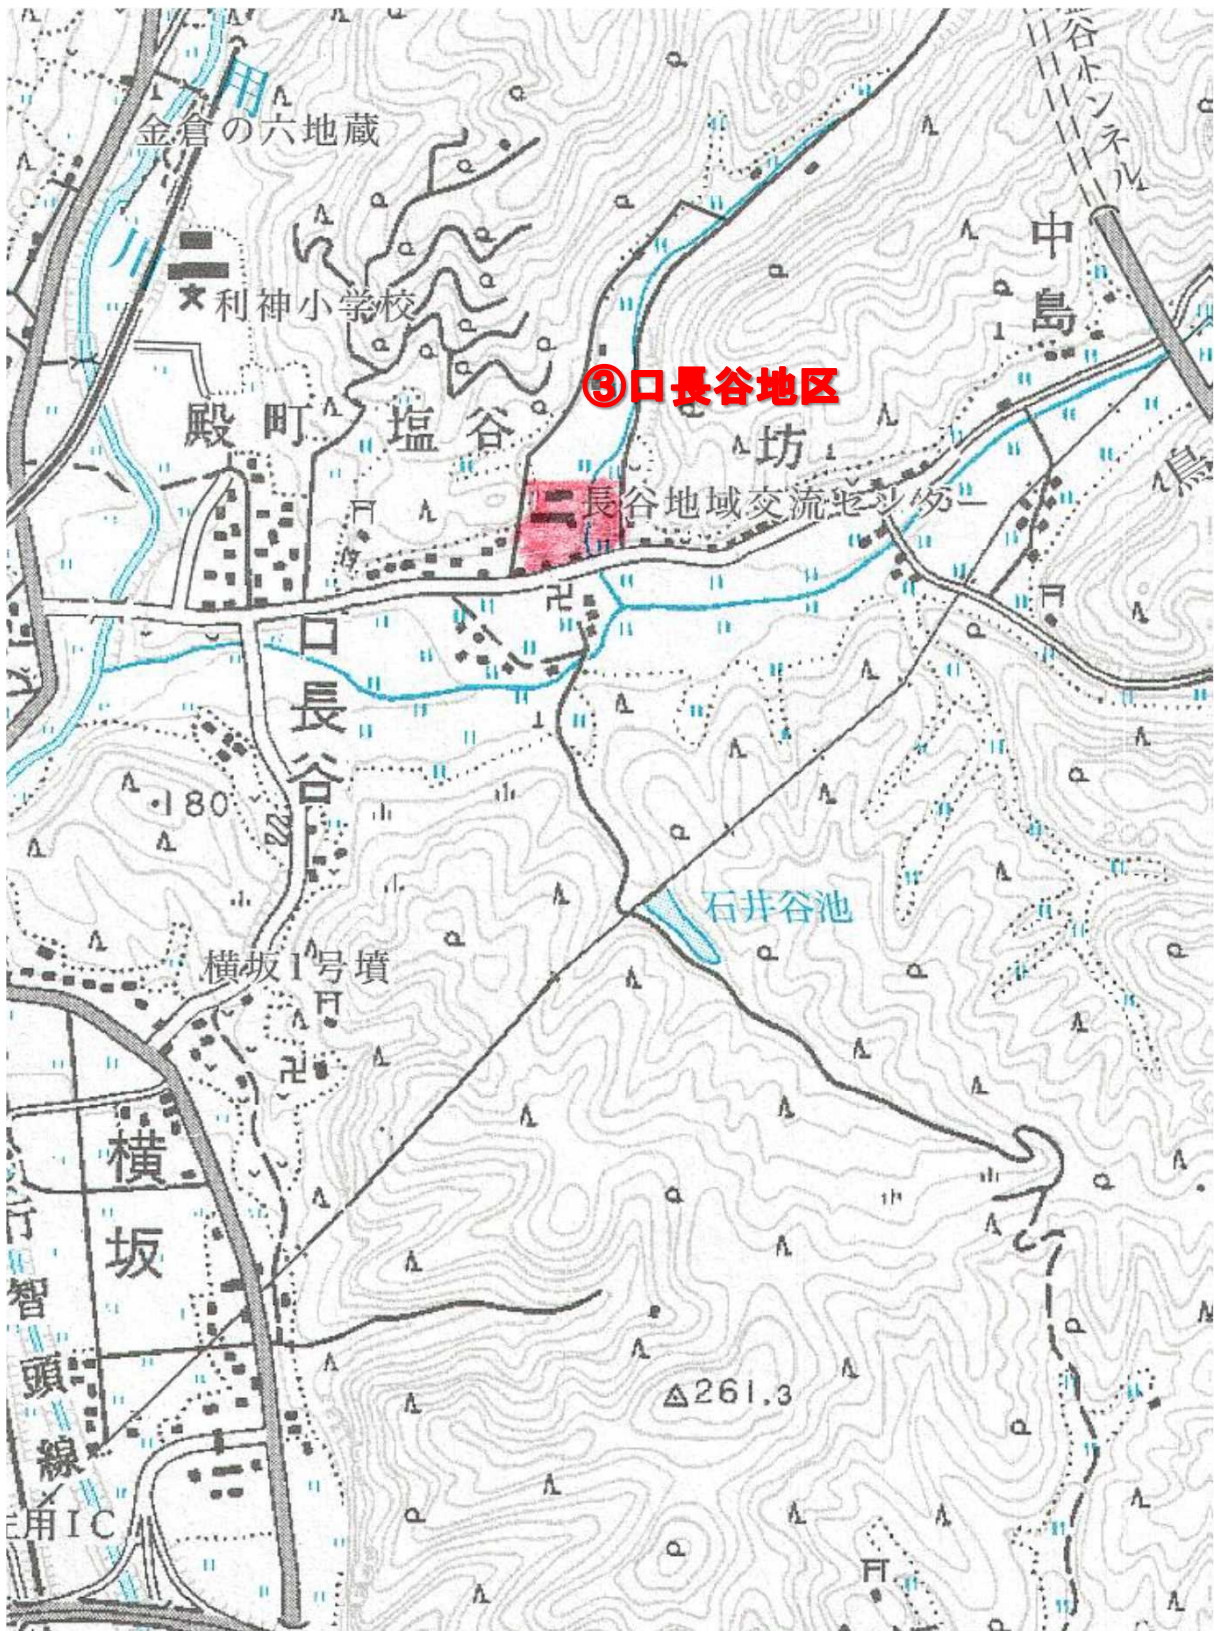 谷トンネル
用
金倉の六地蔵
中島
川
利神小学校
③口長谷地区
殿町
塩谷
坊
長谷地域交流センター
口長谷
・180
石井谷池
横坂1号墳
横坂
行
智頭線
261.3
用IC